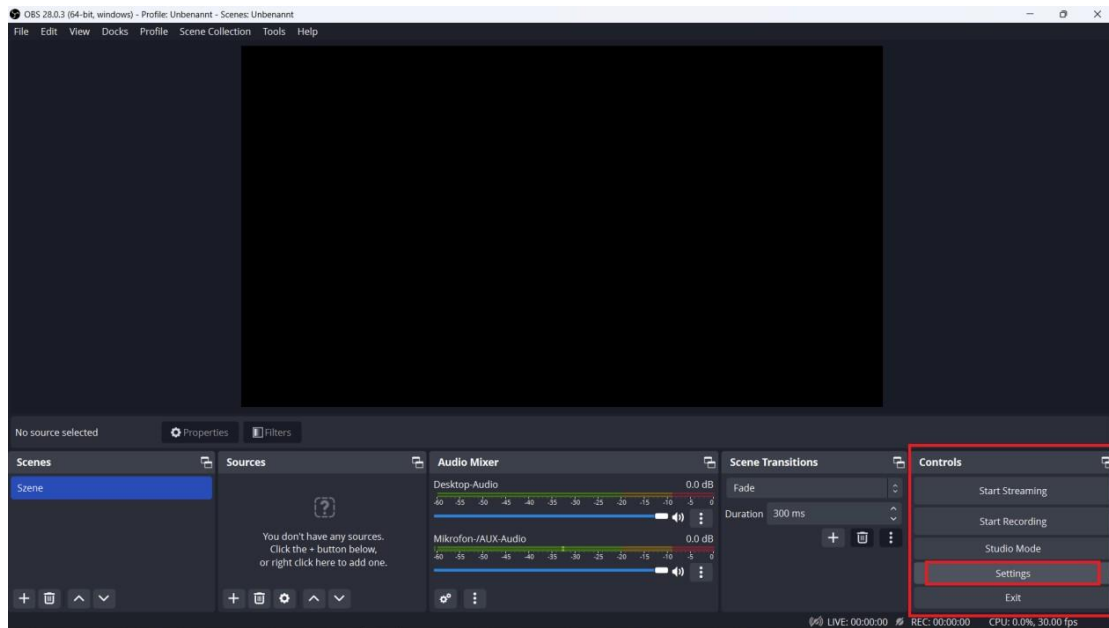 OBS 28.0.3 (64-bit, windows) - Profile: Unbenannt - Scenes: Unbenannt
File Edit View Docks Profile Scene Collection Tools Help
No source selected Properties Filters
Scenes
Szene
Sources
You don't have any sources.
Click the + button below,
or right click here to add one.
Audio Mixer
Desktop-Audio 0.0 dB
-60 -55 -50 -45 -40 -35 -30 -25 -20 -15 -10 -5 0
Mikrofon-/AUX-Audio 0.0 dB
-60 -55 -50 -45 -40 -35 -30 -25 -20 -15 -10 -5 0
Scene Transitions
Fade
Duration 300 ms
Controls
Start Streaming
Start Recording
Studio Mode
Settings
Exit
LIVE: 00:00:00 REC: 00:00:00 CPU: 0.0%, 30.00 fps